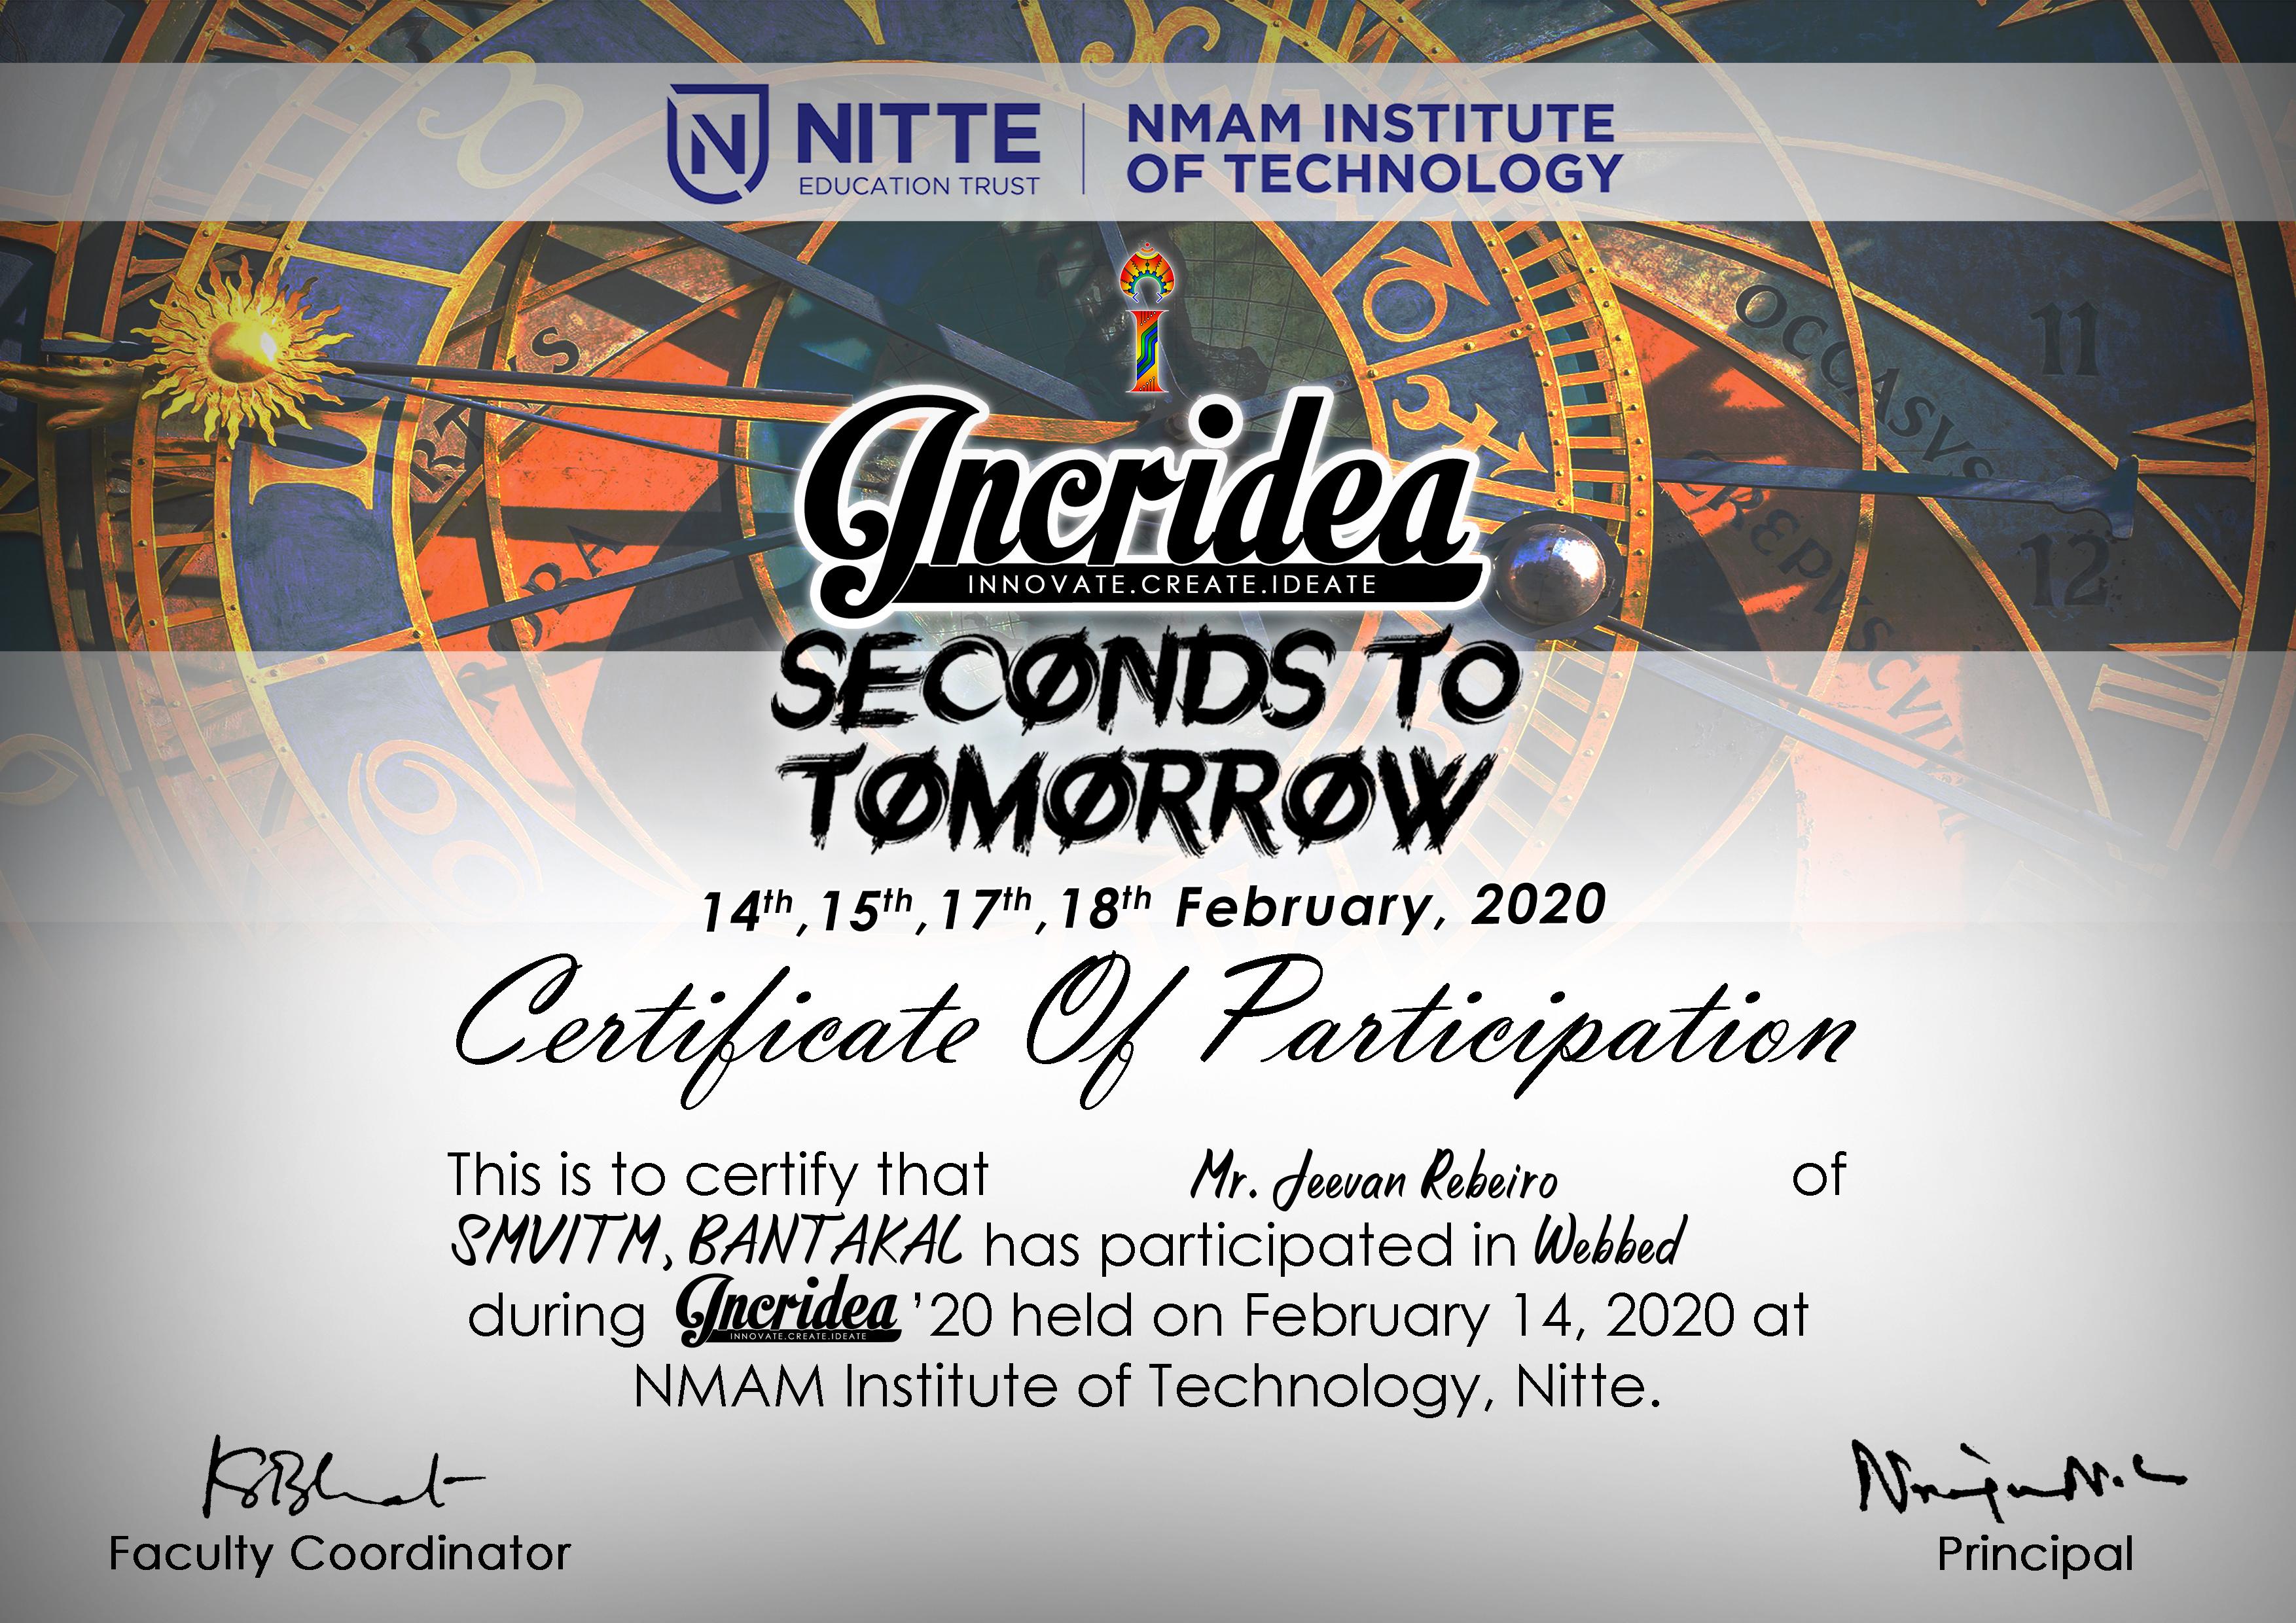 NITTE
EDUCATION TRUST
NMAM INSTITUTE
OF TECHNOLOGY
OCCASVS
11
12
Incridea
INNOVATE.CREATE.IDEATE
SECØNDS TO
TØMØRRØW
14th,15th,17th,18th February, 2020
Certificate Of Participation
This is to certify that Mr. Jeevan Rebeiro of
SMVITM, BANTAKAL has participated in Webbed
during Incridea '20 held on February 14, 2020 at
INNOVATE.CREATE.IDEATE
NMAM Institute of Technology, Nitte.
Faculty Coordinator
Principal